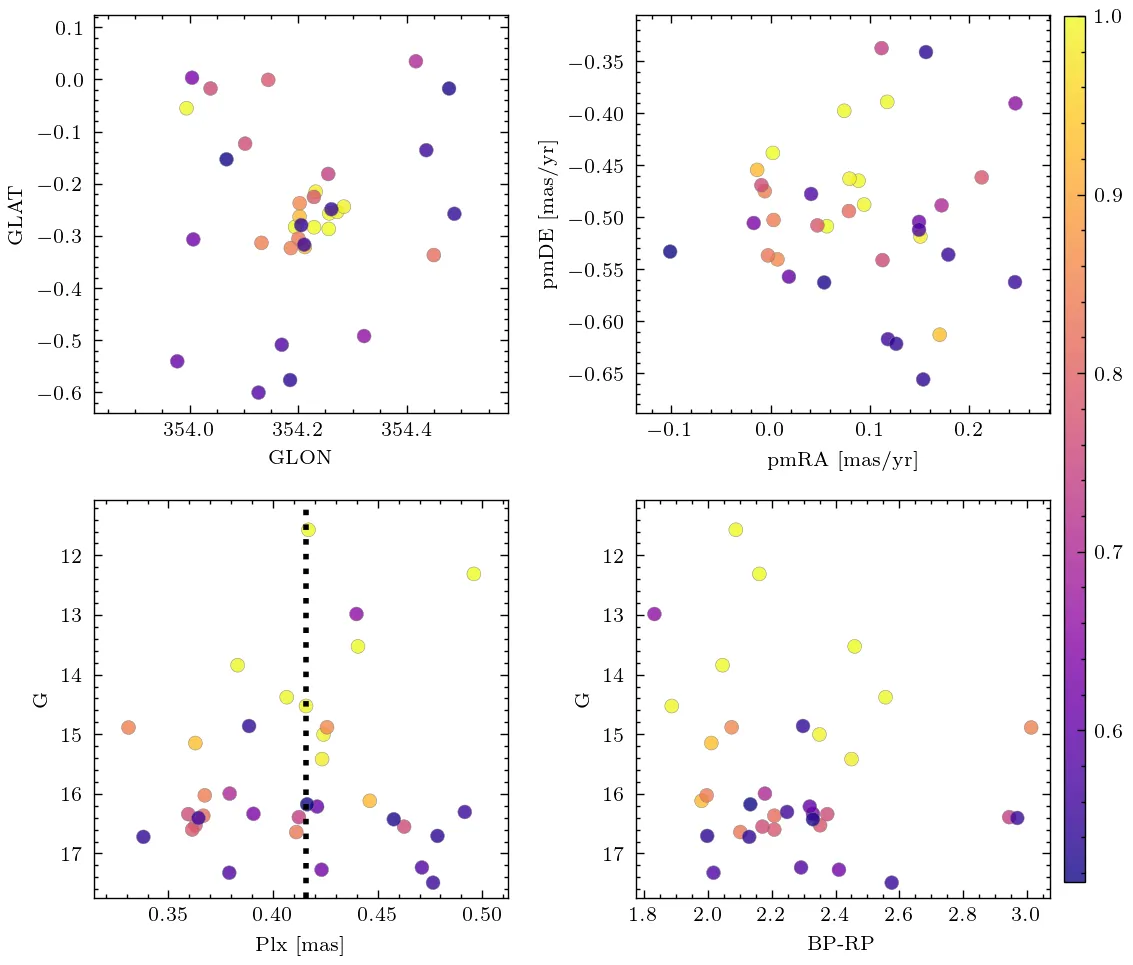 0.1
0.0
−0.1
−0.2
−0.3
−0.4
−0.5
−0.6
GLAT
354.0 354.2 354.4
GLON
−0.35
−0.40
−0.45
−0.50
−0.55
−0.60
−0.65
pmDE [mas/yr]
−0.1 0.0 0.1 0.2
pmRA [mas/yr]
12
13
14
15
16
17
G
0.35 0.40 0.45 0.50
Plx [mas]
12
13
14
15
16
17
G
1.8 2.0 2.2 2.4 2.6 2.8 3.0
BP-RP
1.0
0.9
0.8
0.7
0.6